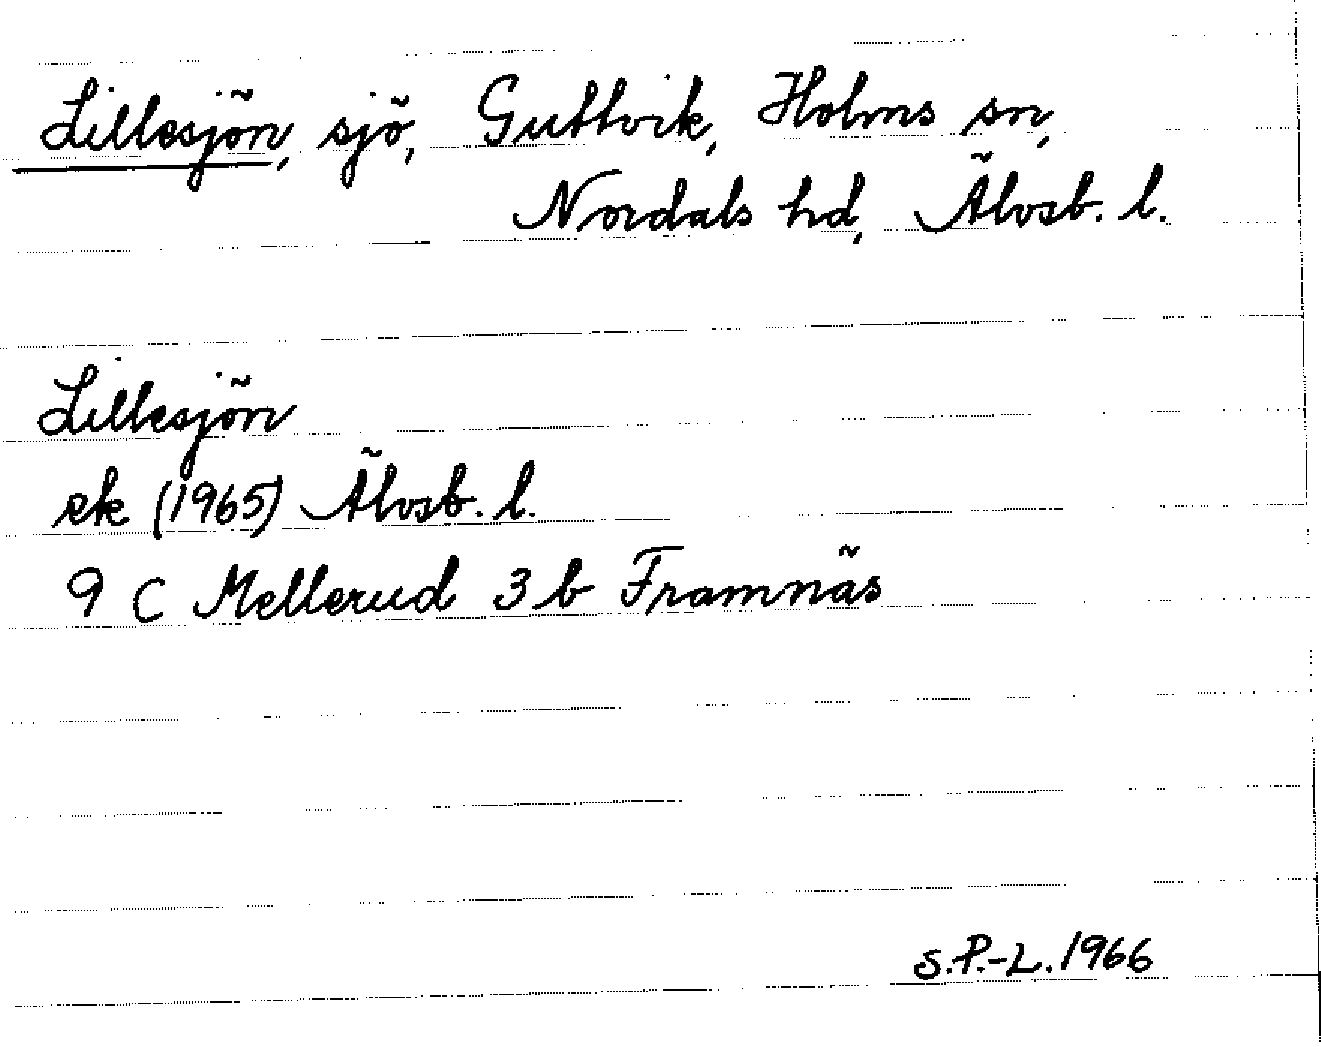 Lillesjön, sjö, Guttvik, Holms sn,
Nordals hd, Älvsb. l.
Lillesjön
ek (1965) Älvsb. l.
9 C Mellerud 3 b Framnäs
S.P.-L. 1966